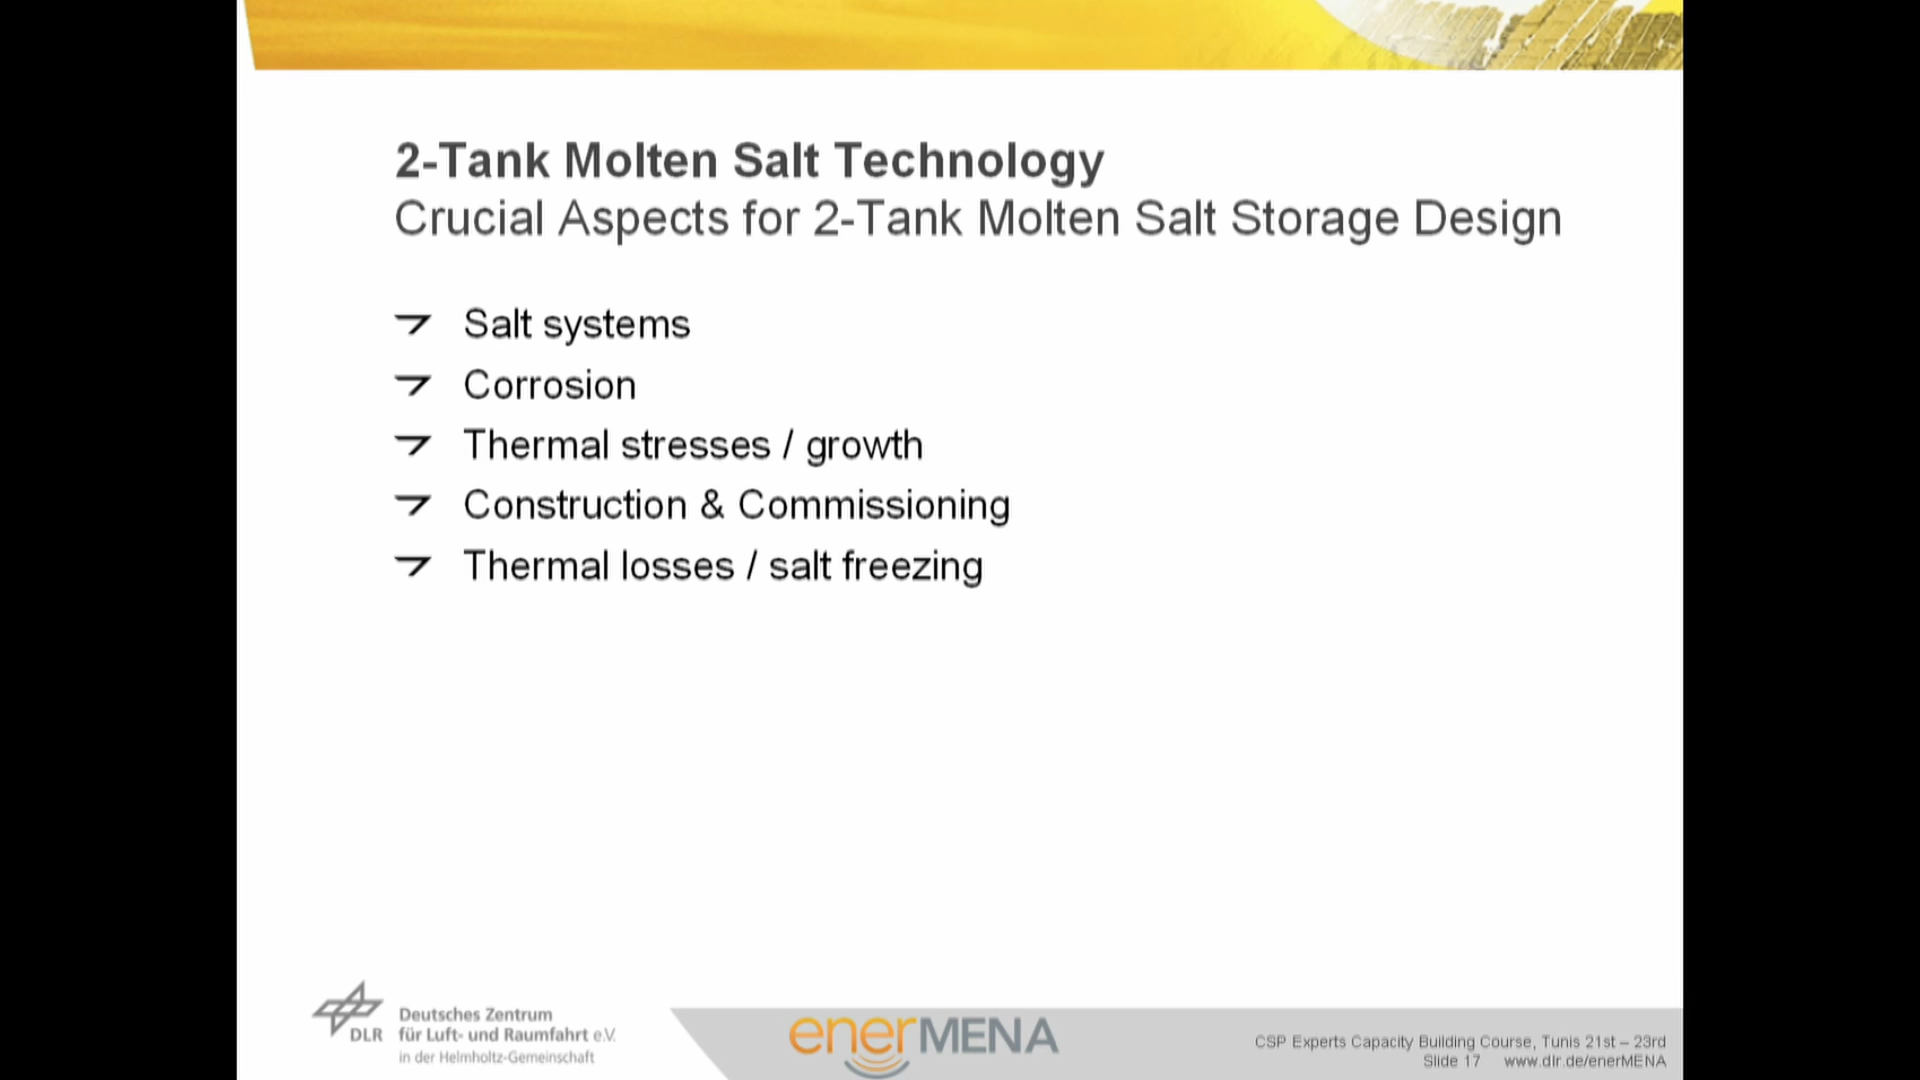 2-Tank Molten Salt Technology
Crucial Aspects for 2-Tank Molten Salt Storage Design
Salt systems
Corrosion
Thermal stresses / growth
Construction & Commissioning
Thermal losses / salt freezing
DLR
Deutsches Zentrum
für Luft- und Raumfahrt e.V.
in der Helmholtz-Gemeinschaft
enerMENA
CSP Experts Capacity Building Course, Tunis 21st – 23rd
Slide 17 www.dlr.de/enerMENA